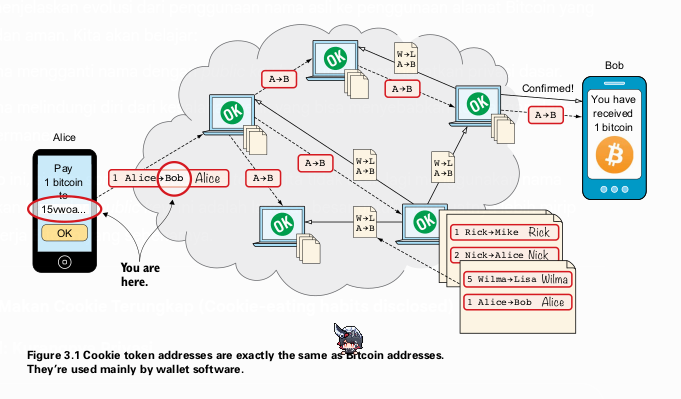 Alice
Pay
1 bitcoin
to
15vwoa...
OK
1 Alice→Bob Alice
You are
here.
OK
A→B
A→B
OK
A→B
W→L
A→B
A→B
W→L
A→B
W→L
A→B
OK
OK
W→L
A→B
OK
Confirmed!
A→B
Bob
You have
received
1 bitcoin
1 Rick→Mike Rick
2 Nick→Alice Nick
5 Wilma→Lisa Wilma
1 Alice→Bob Alice
Figure 3.1 Cookie token addresses are exactly the same as Bitcoin addresses.
They’re used mainly by wallet software.